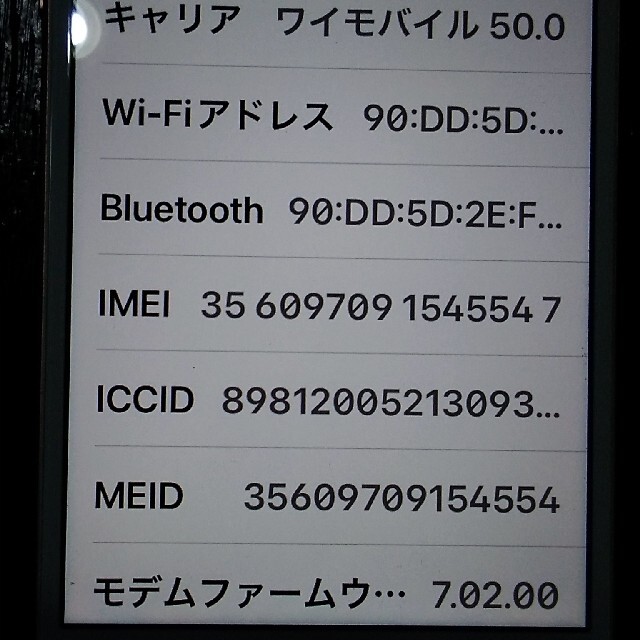 キャリア ワイモバイル 50.0
Wi-Fiアドレス 90:DD:5D:...
Bluetooth 90:DD:5D:2E:F...
IMEI 35 609709 154554 7
ICCID 89812005213093...
MEID 35609709154554
モデムファームウ… 7.02.00